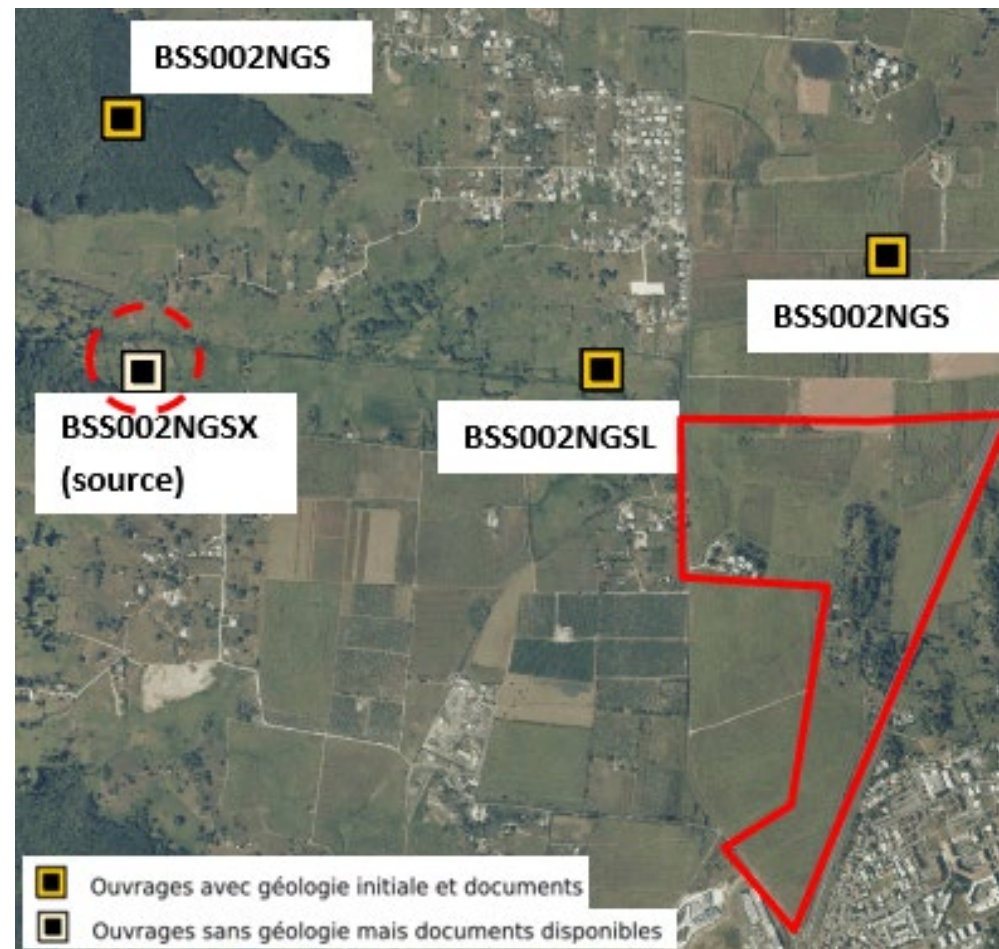 BSS002NGS
BSS002NGS
BSS002NGSX
(source)
BSS002NGSL
Ouvrages avec géologie initiale et documents
Ouvrages sans géologie mais documents disponibles